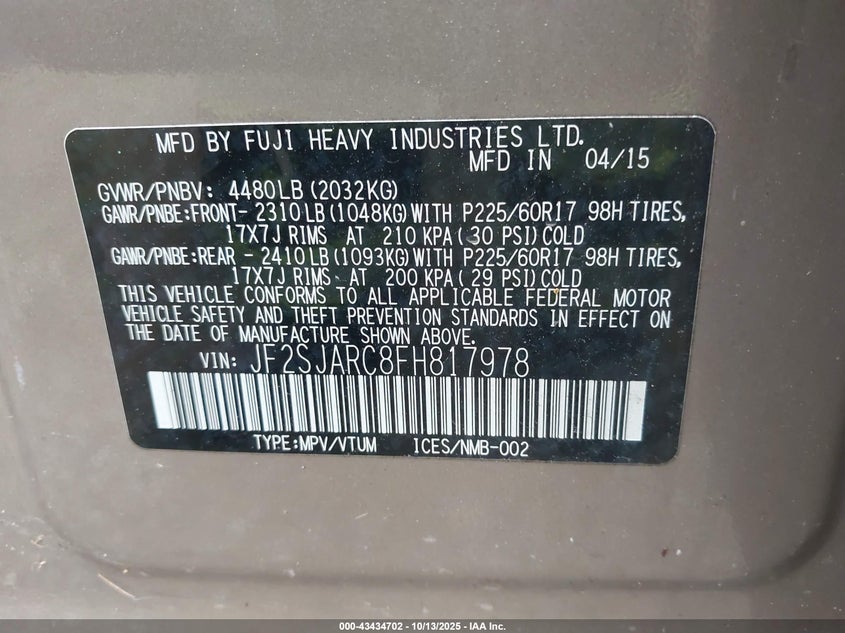 MFD BY FUJI HEAVY INDUSTRIES LTD.
MFD IN 04/15
GVWR/PNBV: 4480LB (2032KG)
GAWR/PNBE:FRONT- 2310 LB (1048KG) WITH P225/60R17 98H TIRES,
17X7J RIMS AT 210 KPA ( 30 PSI) COLD
GAWR/PNBE:REAR - 2410 LB (1093KG) WITH P225/60R17 98H TIRES,
17X7J RIMS AT 200 KPA ( 29 PSI) COLD
THIS VEHICLE CONFORMS TO ALL APPLICABLE FEDERAL MOTOR
VEHICLE SAFETY AND THEFT PREVENTION STANDARDS IN EFFECT ON
THE DATE OF MANUFACTURE SHOWN ABOVE.
VIN: JF2SJARC8FH817978
TYPE:MPV/VTUM ICES/NMB-002
000-43434702 - 10/13/2025 - IAA Inc.